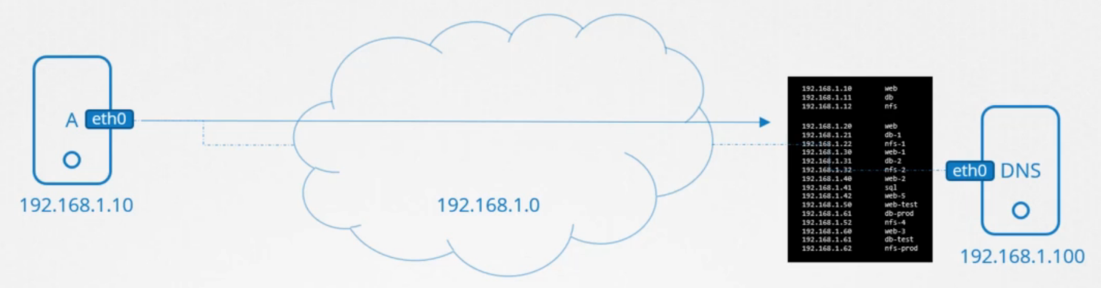 A eth0
192.168.1.10
192.168.1.0
192.168.1.10 web
192.168.1.11 db
192.168.1.12 nfs
192.168.1.20 web
192.168.1.21 db-1
192.168.1.22 nfs-1
192.168.1.30 web-1
192.168.1.31 db-2
192.168.1.32 nfs-2
192.168.1.40 web-2
192.168.1.41 sql
192.168.1.42 web-5
192.168.1.50 web-test
192.168.1.61 db-prod
192.168.1.52 nfs-4
192.168.1.60 web-3
192.168.1.61 db-test
192.168.1.62 nfs-prod
eth0 DNS
192.168.1.100